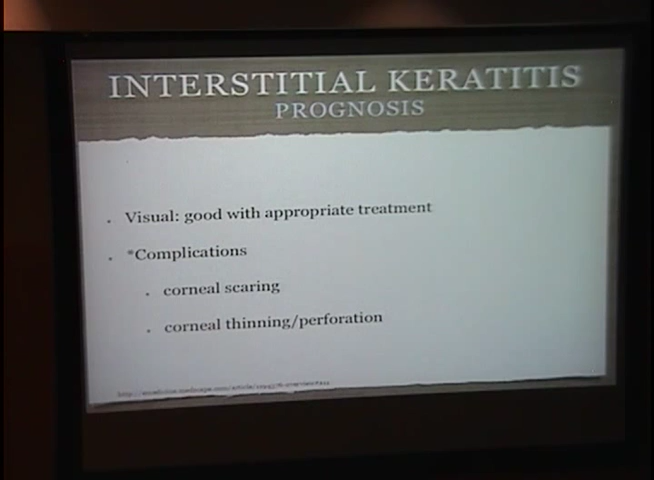 INTERSTITIAL KERATITIS
PROGNOSIS
. Visual: good with appropriate treatment
. *Complications
. corneal scaring
. corneal thinning/perforation